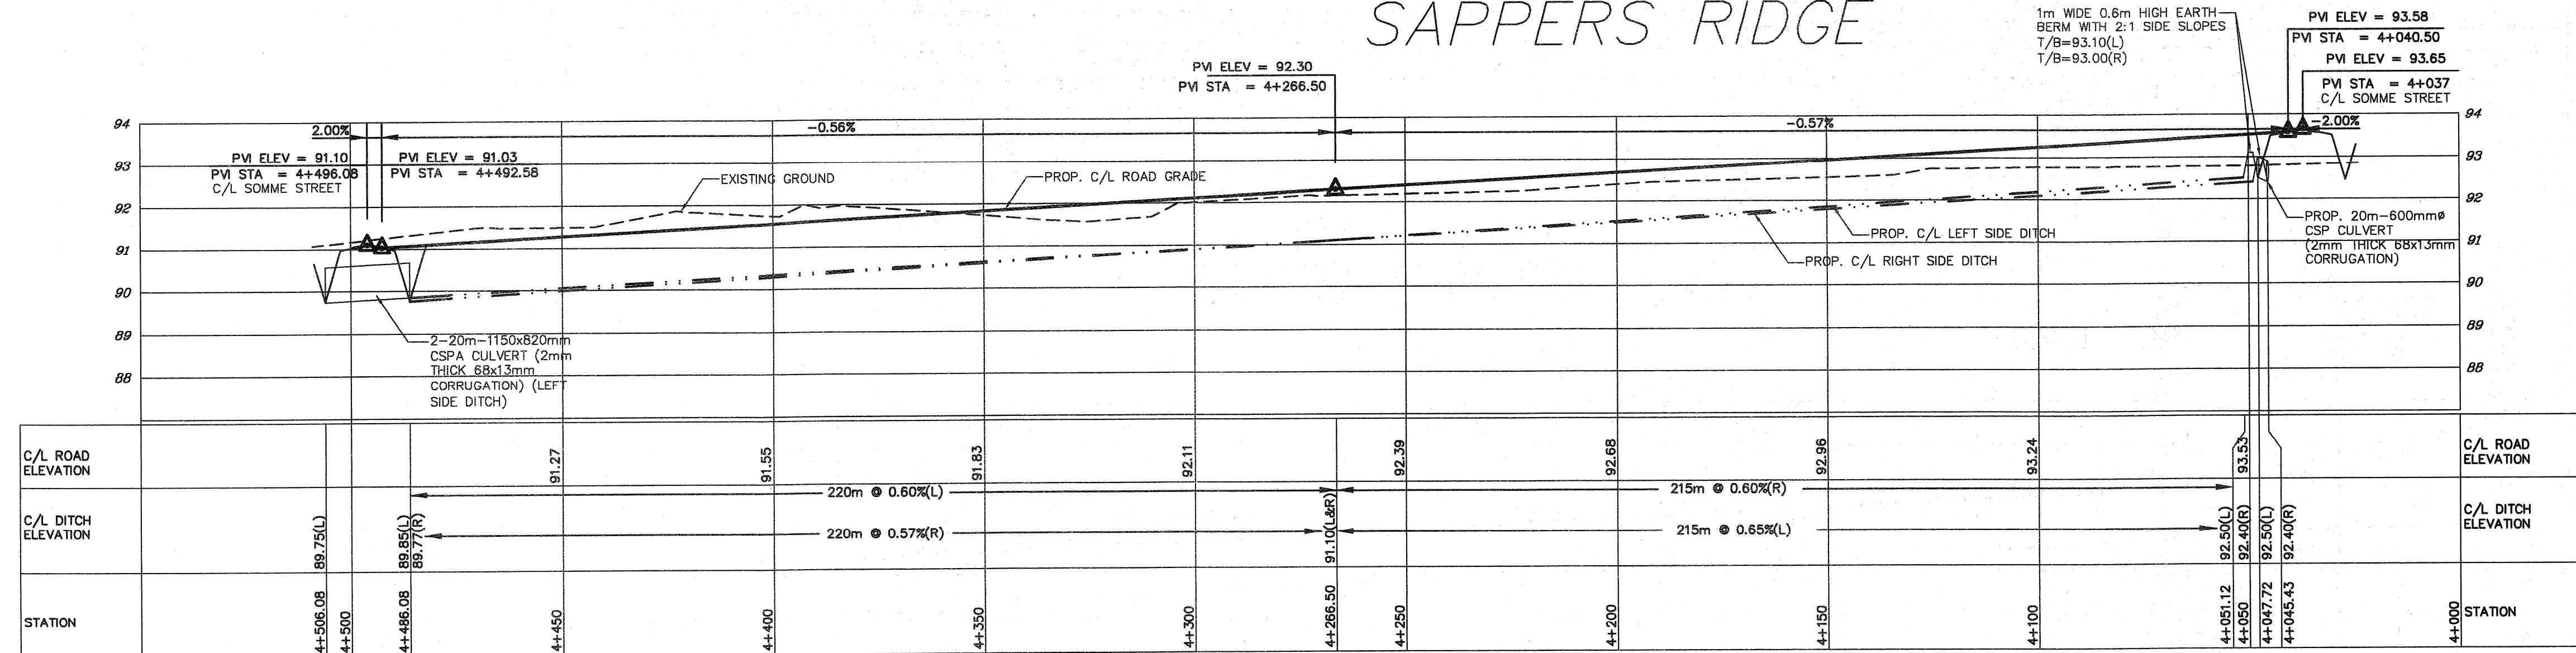 SAPPERS RIDGE
1m WIDE 0.6m HIGH EARTH
BERM WITH 2:1 SIDE SLOPES
T/B=93.10(L)
T/B=93.00(R)
PVI ELEV = 93.58
PVI STA = 4+040.50
PVI ELEV = 93.65
PVI STA = 4+037
C/L SOMME STREET
PVI ELEV = 92.30
PVI STA = 4+266.50
94
2.00%
-0.56%
-0.57%
-2.00%
94
PVI ELEV = 91.10
PVI STA = 4+496.08
C/L SOMME STREET
PVI ELEV = 91.03
PVI STA = 4+492.58
93
93
EXISTING GROUND
PROP. C/L ROAD GRADE
92
92
PROP. 20m-600mmø
CSP CULVERT
(2mm THICK 68x13mm
CORRUGATION)
PROP. C/L LEFT SIDE DITCH
PROP. C/L RIGHT SIDE DITCH
91
91
90
90
89
89
2-20m-1150x820mm
CSPA CULVERT (2mm
THICK 68x13mm
CORRUGATION) (LEFT
SIDE DITCH)
88
88
C/L ROAD
ELEVATION
91.27
91.55
91.83
92.11
92.39
92.68
92.96
93.24
93.53
C/L ROAD
ELEVATION
C/L DITCH
ELEVATION
89.75(L)
89.85(L)
89.77(R)
220m @ 0.60%(L)
220m @ 0.57%(R)
91.10(L&R)
215m @ 0.60%(R)
215m @ 0.65%(L)
92.50(L)
92.40(R)
92.50(L)
92.40(R)
C/L DITCH
ELEVATION
STATION
4+506.08
4+500
4+486.08
4+450
4+400
4+350
4+300
4+266.50
4+250
4+200
4+150
4+100
4+051.12
4+050
4+047.72
4+045.43
4+000
STATION